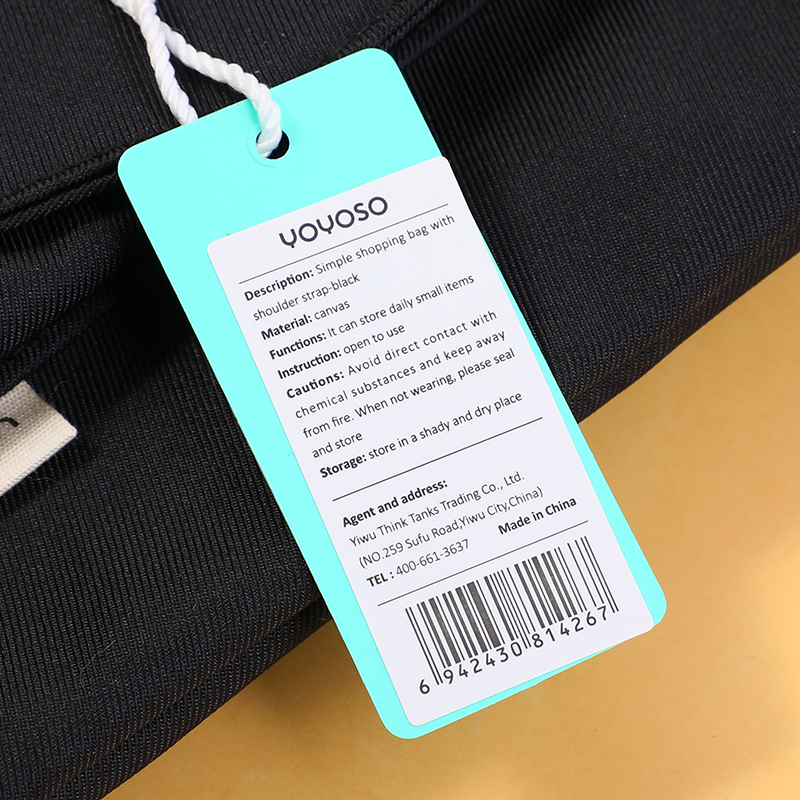 YOYOSO
Description: Simple shopping bag with
shoulder strap-black
Material: canvas
Functions: It can store daily small items
Instruction: open to use
Cautions: Avoid direct contact with
chemical substances and keep away
from fire. When not wearing, please seal
and store
Storage: store in a shady and dry place
Agent and address:
Yiwu Think Tanks Trading Co., Ltd.
(NO.259 Sufu Road,Yiwu City,China)
TEL : 400-661-3637
Made in China
6 942430 814267